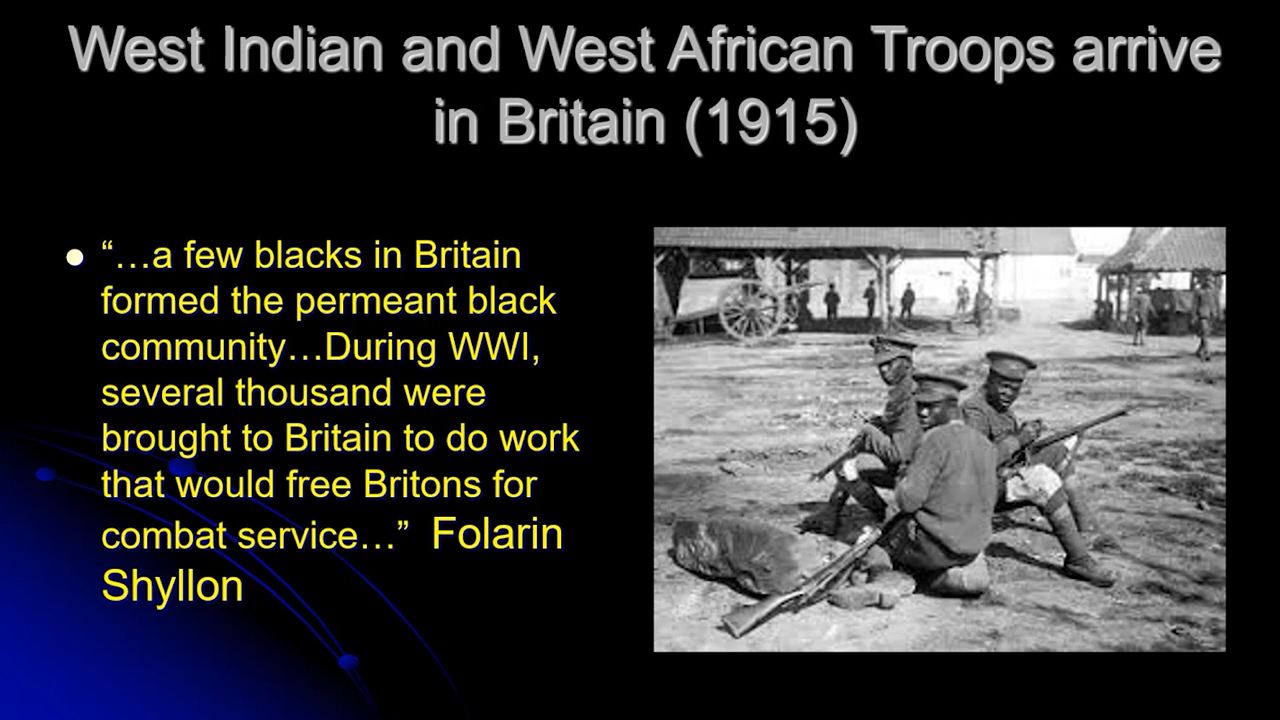 West Indian and West African Troops arrive
in Britain (1915)
“…a few blacks in Britain
formed the permeant black
community…During WWI,
several thousand were
brought to Britain to do work
that would free Britons for
combat service…” Folarin
Shyllon